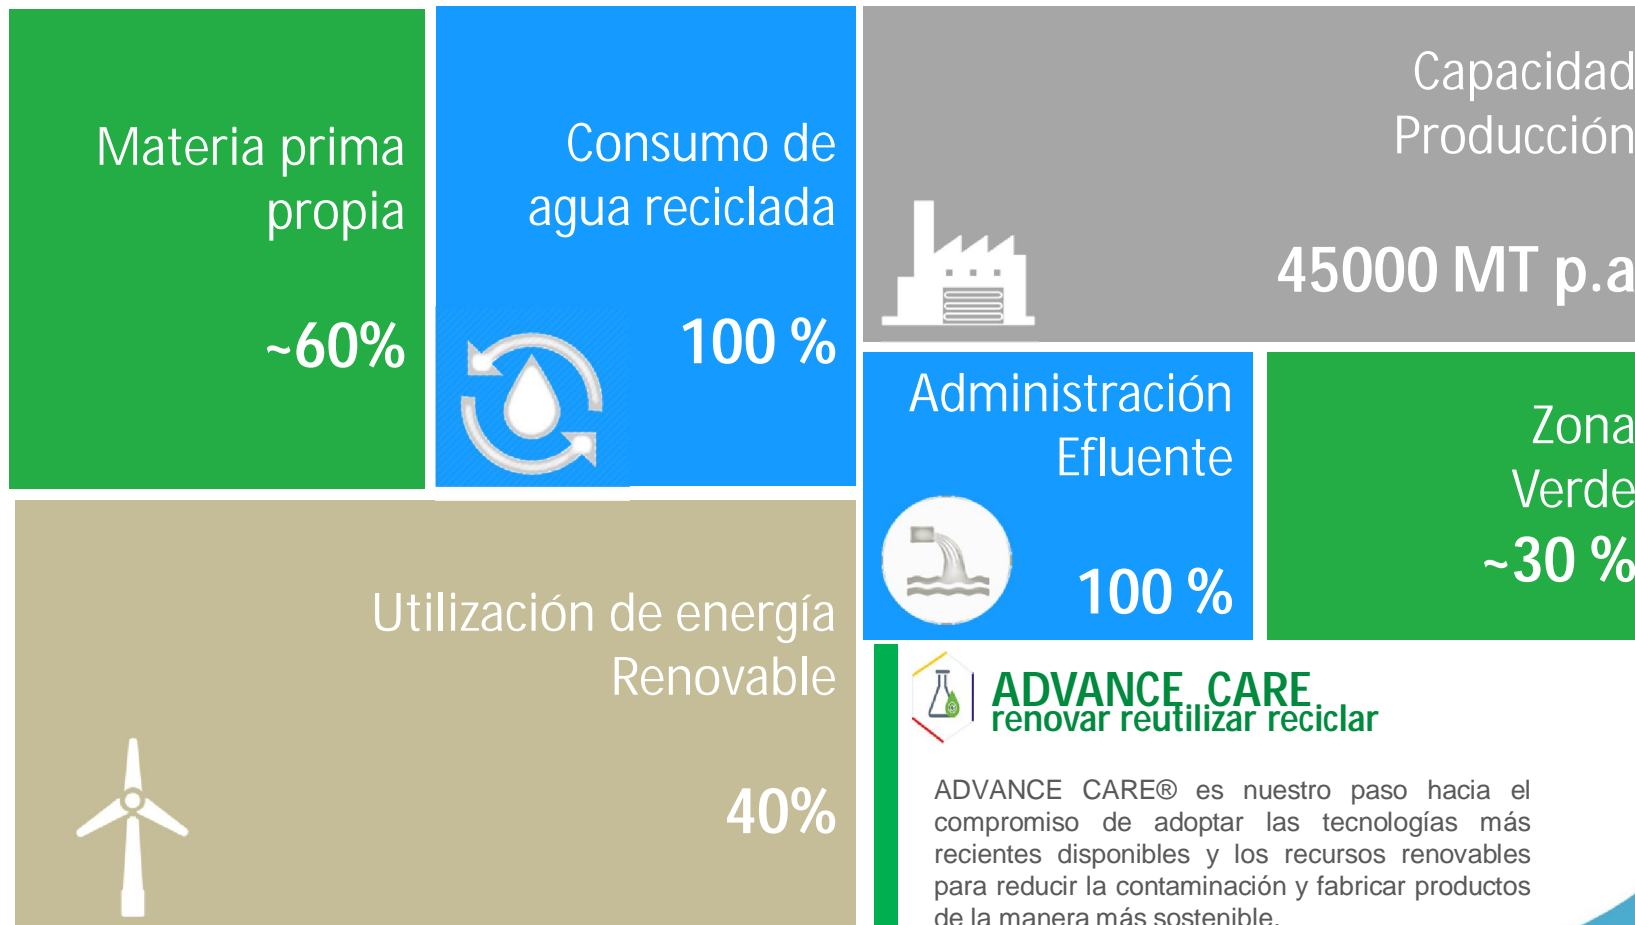 Materia prima
propia
~60%
Consumo de
agua reciclada
100 %
Capacidad
Producción
45000 MT p.a
Administración
Efluente
100 %
Zona
Verde
~30 %
Utilización de energía
Renovable
40%
ADVANCE CARE
renovar reutilizar reciclar
ADVANCE CARE® es nuestro paso hacia el
compromiso de adoptar las tecnologías más
recientes disponibles y los recursos renovables
para reducir la contaminación y fabricar productos
de la manera más sostenible.